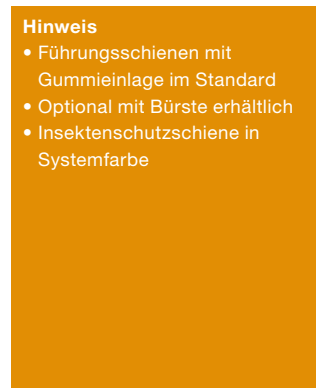 Hinweis
• Führungsschienen mit
Gummieinlage im Standard
• Optional mit Bürste erhältlich
• Insektenschutzschiene in
Systemfarbe